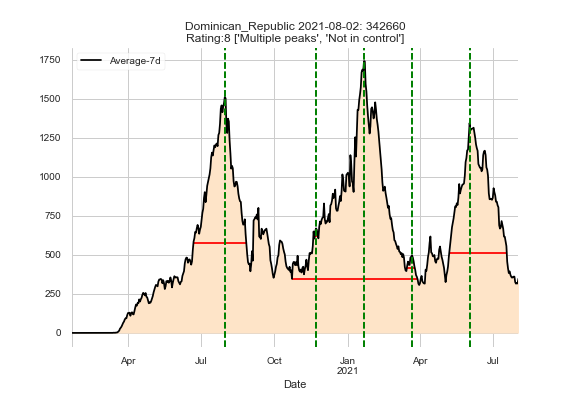 Dominican_Republic 2021-08-02: 342660
Rating:8 ['Multiple peaks', 'Not in control']
Average-7d
1750
1500
1250
1000
750
500
250
0
Apr
Jul
Oct
Jan
2021
Apr
Jul
Date